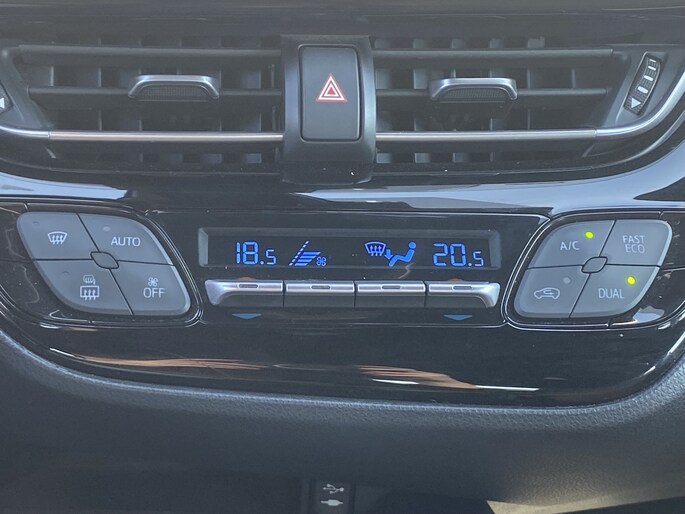 AUTO
OFF
18.5
20.5
A/C
FAST
ECO
DUAL